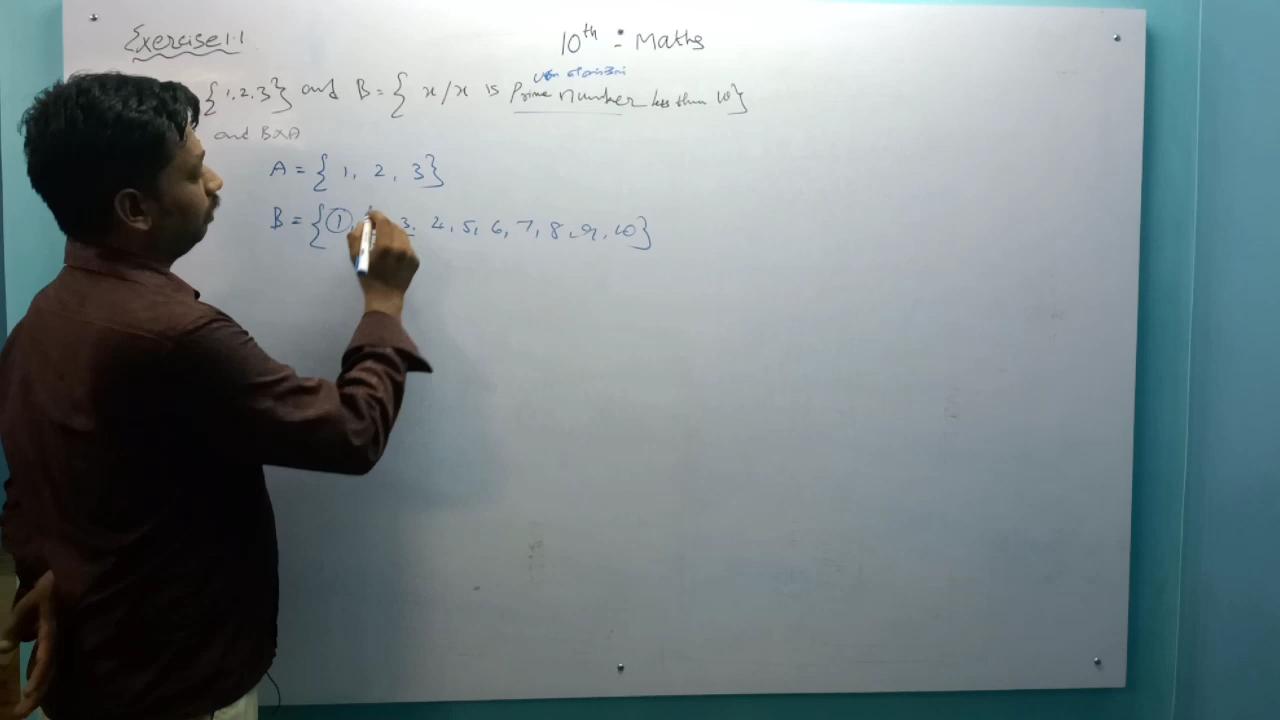 Exercise 1.1
10th - Maths
{1,2,3} and B = { x/x is Prime Number less than 10}
and B×A
A = { 1, 2, 3}
B = { 1, 3, 4, 5, 6, 7, 8, 9, 10}